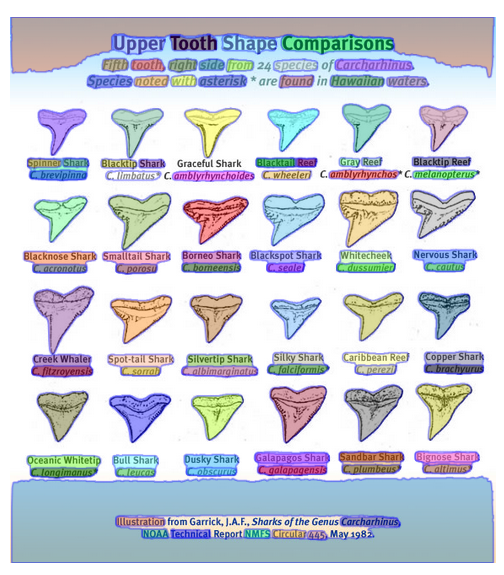 Upper Tooth Shape Comparisons
Fifth tooth, right side from 24 species of Carcharhinus.
Species noted with asterisk * are found in Hawaiian waters.
Spinner Shark Blacktip Shark Graceful Shark Blacktail Reef Gray Reef Blacktip Reef
C. brevipinna C. limbatus* C. amblyrhynchoides C. wheeleri C. amblyrhynchos* C. melanopterus*
Blacknose Shark Smalltail Shark Borneo Shark Blackspot Shark Whitecheek Nervous Shark
C. acronatus C. porosu C. borneensis C. sealei C. dussumier C. cautus
Creek Whaler Spot-tail Shark Silvertip Shark Silky Shark Caribbean Reef Copper Shark
C. fitzroyensis C. sorrah C. albimarginatus C. falciformis* C. perezi C. brachyurus
Oceanic Whitetip Bull Shark Dusky Shark Galapagos Shark Sandbar Shark Bignose Shark
C. longimanus* C. leucas C. obscurus C. galapagensis C. plumbeus* C. altimus*
Illustration from Garrick, J.A.F., Sharks of the Genus Carcharhinus,
NOAA Technical Report NMFS Circular 445, May 1982.